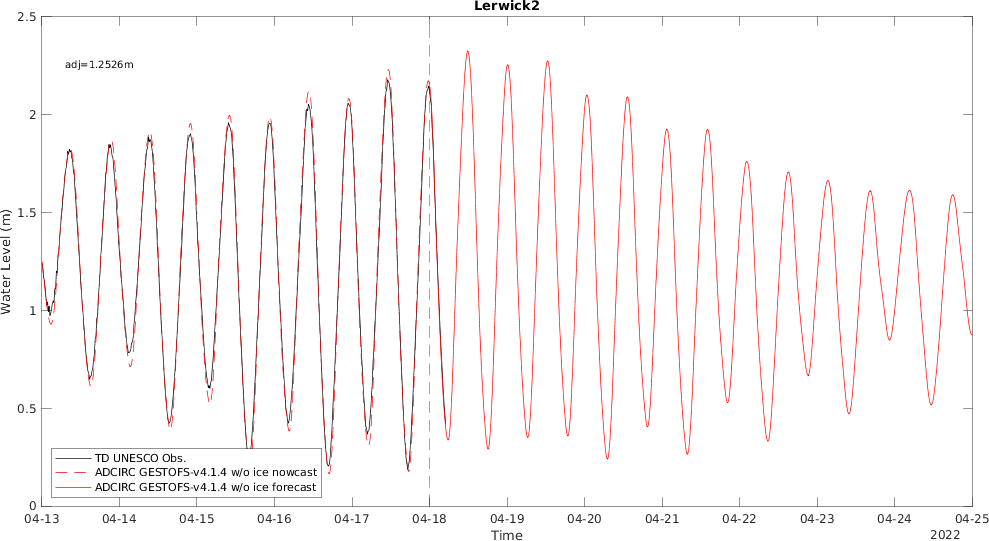 Lerwick2
2.5
adj=1.2526m
2
1.5
Water Level (m)
1
0.5
TD UNESCO Obs.
ADCIRC GESTOFS-v4.1.4 w/o ice nowcast
ADCIRC GESTOFS-v4.1.4 w/o ice forecast
0
04-13 04-14 04-15 04-16 04-17 04-18 04-19 04-20 04-21 04-22 04-23 04-24 04-25
Time
2022